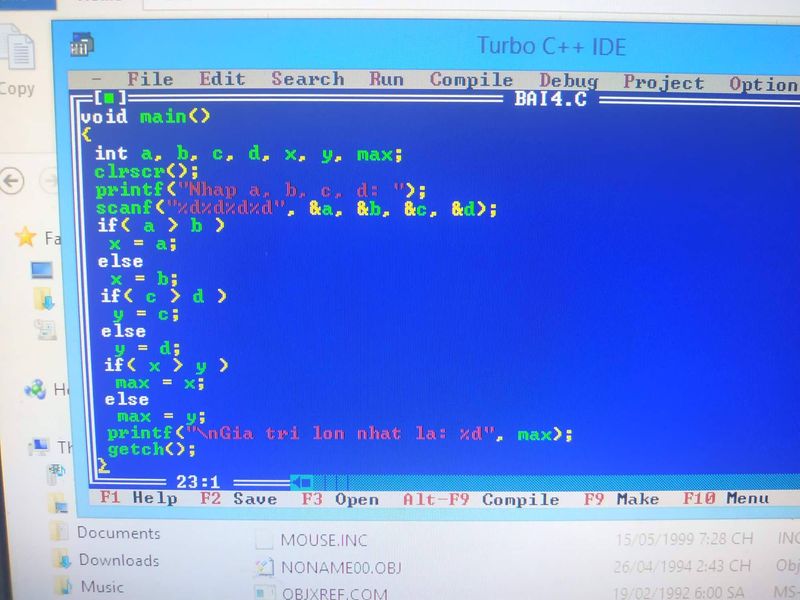 Turbo C++ IDE
Copy
File Edit Search Run Compile Debug Project Option
BAI4.C
void main()
{
int a, b, c, d, x, y, max;
clrscr();
printf("Nhap a, b, c, d: ");
scanf("%d%d%d%d", &a, &b, &c, &d);
if( a > b )
x = a;
else
x = b;
if( c > d )
y = c;
else
y = d;
if( x > y )
max = x;
else
max = y;
printf("\nGia tri lon nhat la: %d", max);
getch();
}
23:1
F1 Help F2 Save F3 Open Alt-F9 Compile F9 Make F10 Menu
Documents
Downloads
Music
MOUSE.INC 15/05/1999 7:28 CH INC
NONAME00.OBJ 26/04/1994 2:43 CH Obj
OBJXREF.COM 19/02/1992 6:00 SA MS-